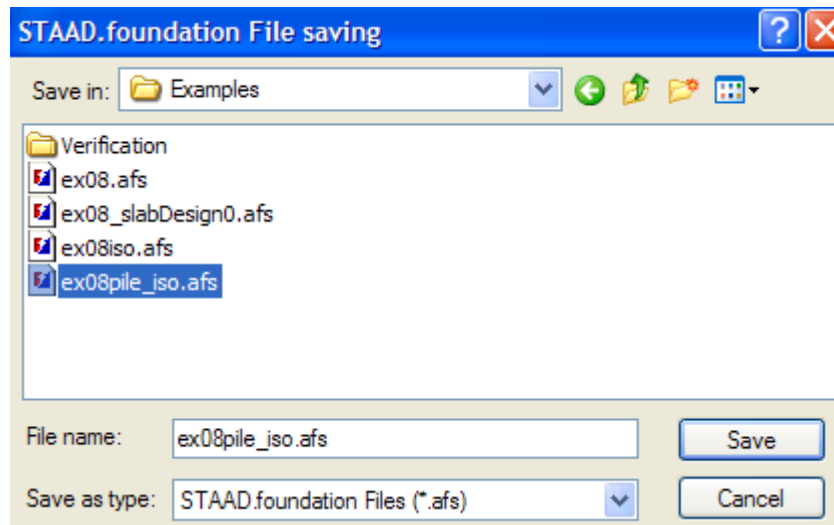 STAAD.foundation File saving
Save in: Examples
Verification
ex08.afs
ex08_slabDesign0.afs
ex08iso.afs
ex08pile_iso.afs
File name: ex08pile_iso.afs Save
Save as type: STAAD.foundation Files (*.afs) Cancel